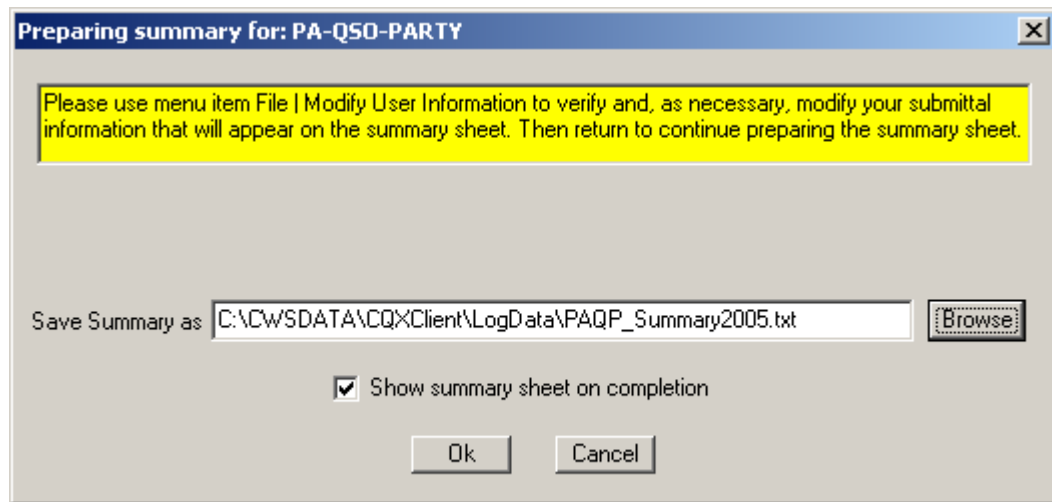 Preparing summary for: PA-QSO-PARTY
Please use menu item File | Modify User Information to verify and, as necessary, modify your submittal
information that will appear on the summary sheet. Then return to continue preparing the summary sheet.
Save Summary as C:\CWSDATA\CQXClient\LogData\PAQP_Summary2005.txt Browse
Show summary sheet on completion
Ok Cancel